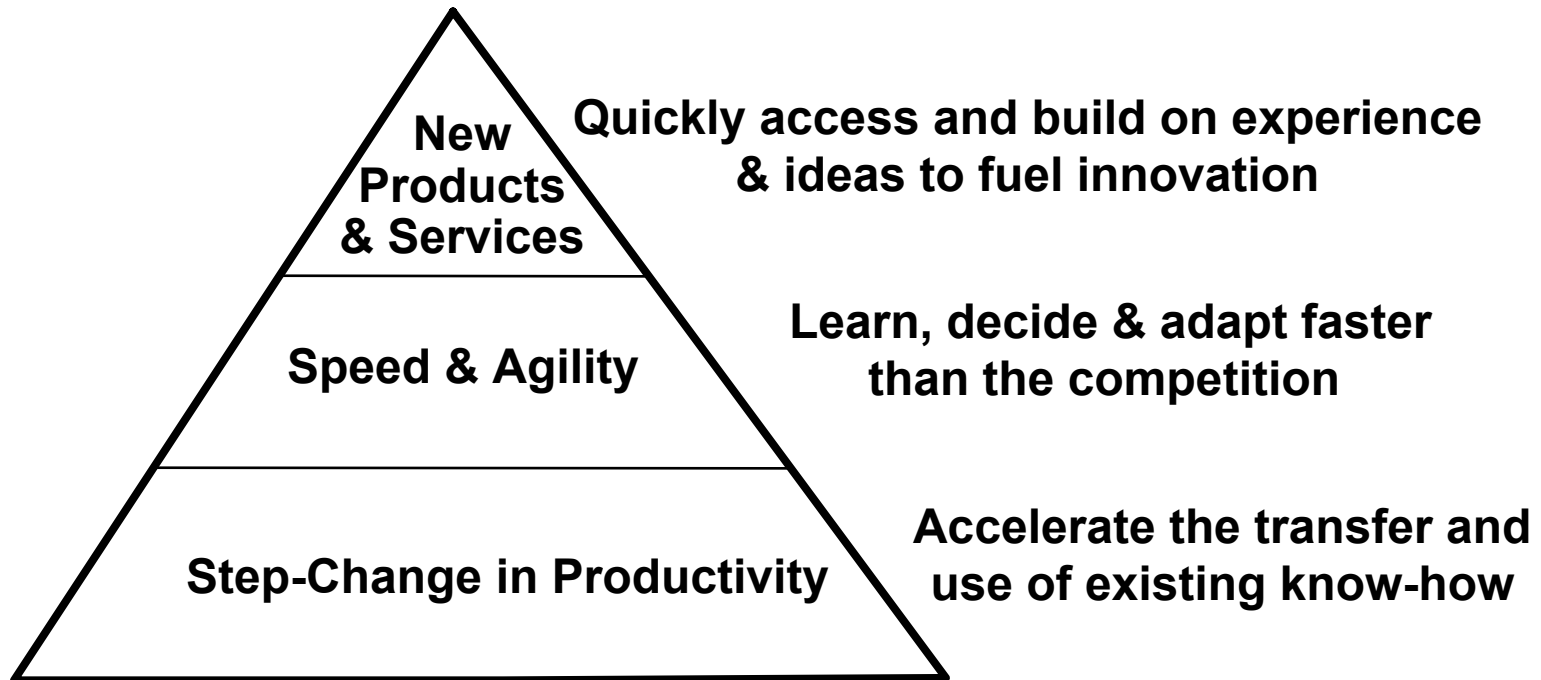 New
Products
& Services
Quickly access and build on experience
& ideas to fuel innovation
Speed & Agility
Learn, decide & adapt faster
than the competition
Step-Change in Productivity
Accelerate the transfer and
use of existing know-how